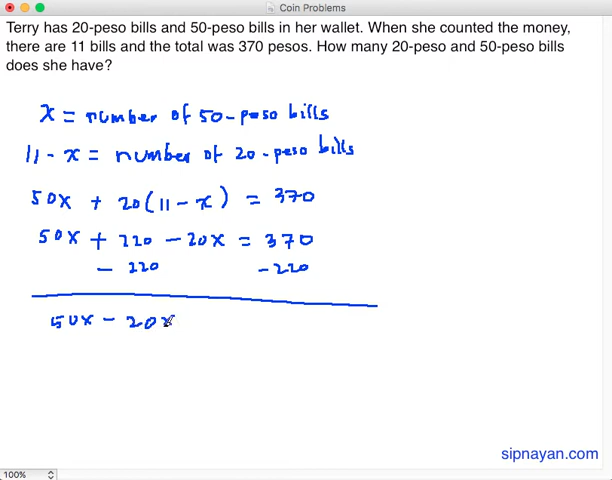 Coin Problems
Terry has 20-peso bills and 50-peso bills in her wallet. When she counted the money,
there are 11 bills and the total was 370 pesos. How many 20-peso and 50-peso bills
does she have?
x = number of 50-peso bills
11 - x = number of 20-peso bills
50x + 20(11 - x) = 370
50x + 220 - 20x = 370
- 220 -220
50x - 20x
sipnayan.com
100%